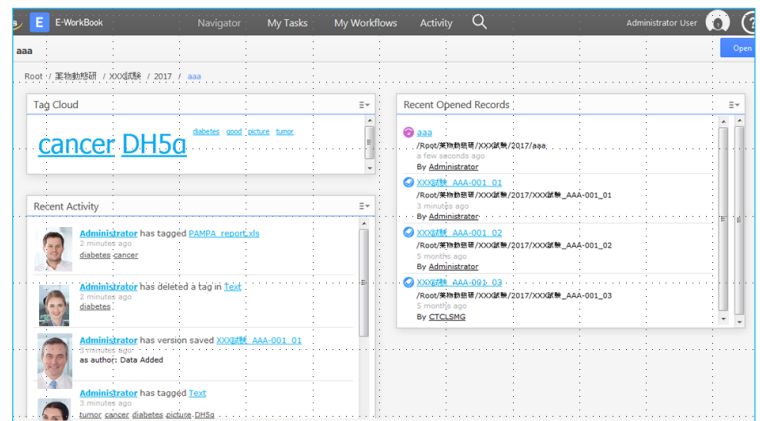 E E-WorkBook Navigator My Tasks My Workflows Activity Administrator User ?
aaa Open
Root / 薬物動態研 / XXX試験 / 2017 / aaa
Tag Cloud
cancer DH5α diabetes good picture tumor
Recent Activity
Administrator has tagged PAMPA_report.xls
2 minutes ago
diabetes cancer
Administrator has deleted a tag in Text
2 minutes ago
diabetes
Administrator has version saved XXX試験_AAA-001_01
3 minutes ago
as author: Data Added
Administrator has tagged Text
3 minutes ago
tumor cancer diabetes picture DH5α
Recent Opened Records
aaa
/Root/薬物動態研/XXX試験/2017/aaa
a few seconds ago
By Administrator
XXX試験_AAA-001_01
/Root/薬物動態研/XXX試験/2017/XXX試験_AAA-001_01
3 minutes ago
By Administrator
XXX試験_AAA-001_02
/Root/薬物動態研/XXX試験/2017/XXX試験_AAA-001_02
5 months ago
By Administrator
XXX試験_AAA-001_03
/Root/薬物動態研/XXX試験/2017/XXX試験_AAA-001_03
5 months ago
By CTCLSMG